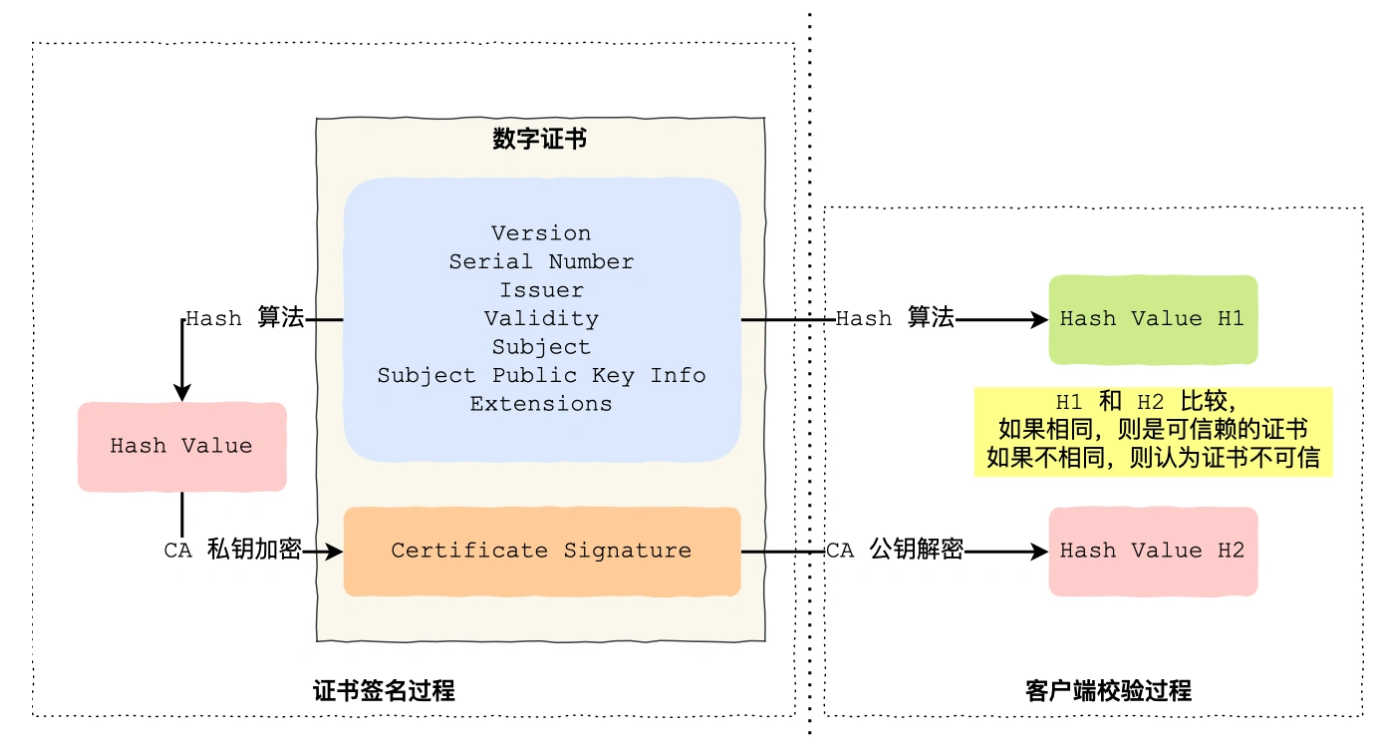 数字证书
Version
Serial Number
Issuer
Validity
Subject
Subject Public Key Info
Extensions
Hash 算法
Hash Value
CA 私钥加密
Certificate Signature
证书签名过程
Hash 算法
Hash Value H1
H1 和 H2 比较,
如果相同，则是可信赖的证书
如果不相同，则认为证书不可信
CA 公钥解密
Hash Value H2
客户端校验过程